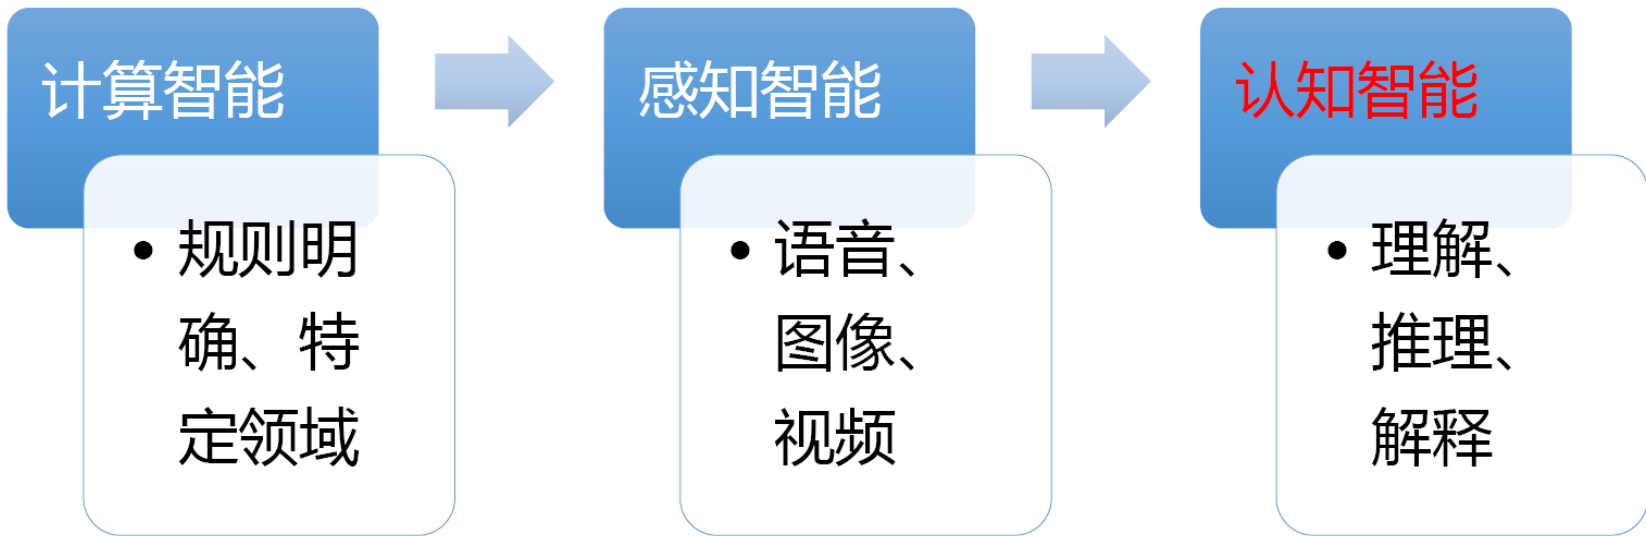 计算智能
• 规则明
确、特
定领域
感知智能
• 语音、
图像、
视频
认知智能
• 理解、
推理、
解释